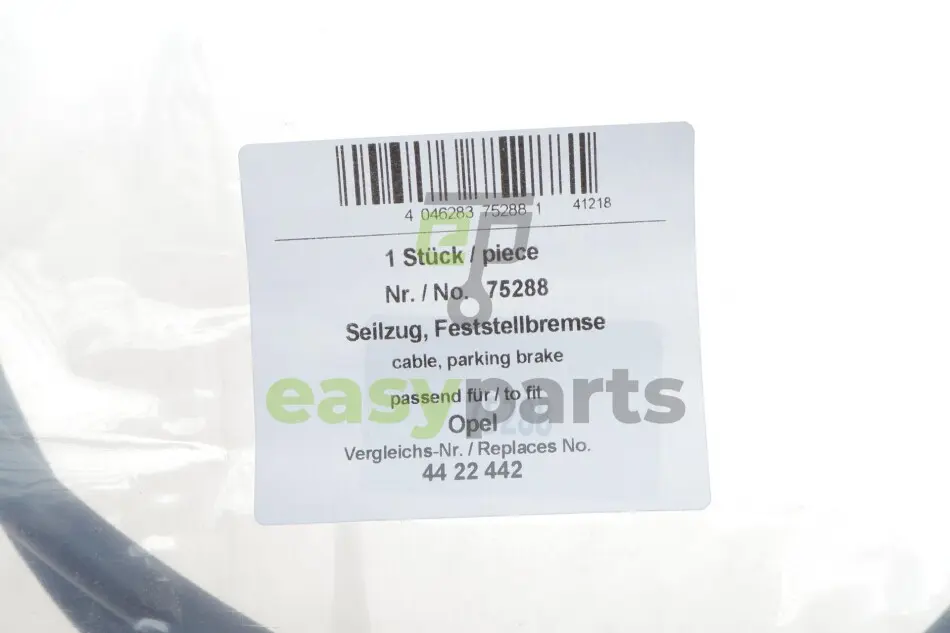 4 046283 75288 1 41218
1 Stück / piece
Nr. / No. 75288
Seilzug, Feststellbremse
cable, parking brake
passend für / to fit
easyparts
Opel
Vergleichs-Nr. / Replaces No.
44 22 442